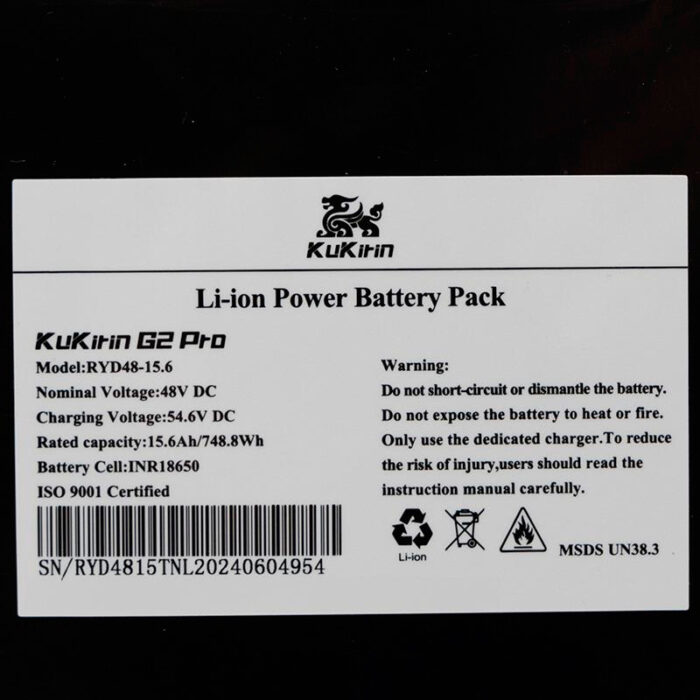 KuKirin
Li-ion Power Battery Pack
KuKirin G2 Pro
Model:RYD48-15.6
Nominal Voltage:48V DC
Charging Voltage:54.6V DC
Rated capacity:15.6Ah/748.8Wh
Battery Cell:INR18650
ISO 9001 Certified
SN/RYD4815TNL20240604954
Warning:
Do not short-circuit or dismantle the battery.
Do not expose the battery to heat or fire.
Only use the dedicated charger.To reduce
the risk of injury,users should read the
instruction manual carefully.
Li-ion
MSDS UN38.3